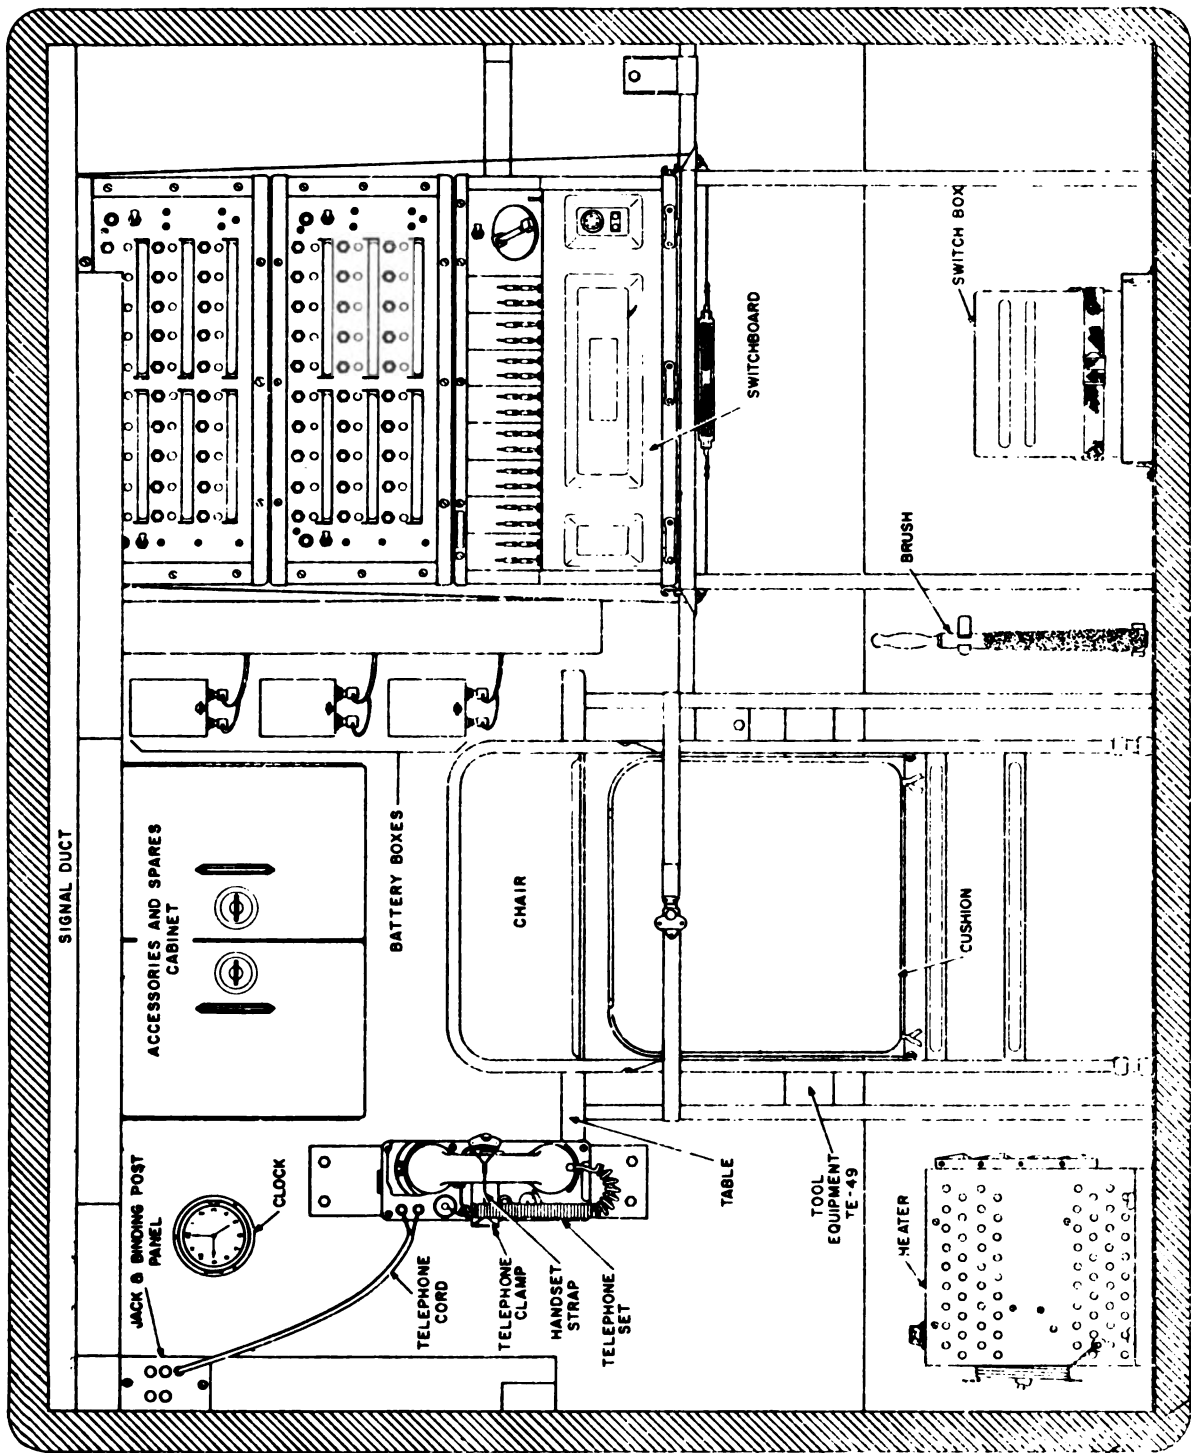 SIGNAL DUCT
JACK & BINDING POST
PANEL
ACCESSORIES AND SPARES
CABINET
CLOCK
BATTERY BOXES
TELEPHONE
CORD
TELEPHONE
CLAMP
CHAIR
HANDSET
STRAP
TELEPHONE
SET
TABLE
SWITCHBOARD
TOOL
EQUIPMENT
TE-49
HEATER
BRUSH
SWITCH BOX
CUSHION